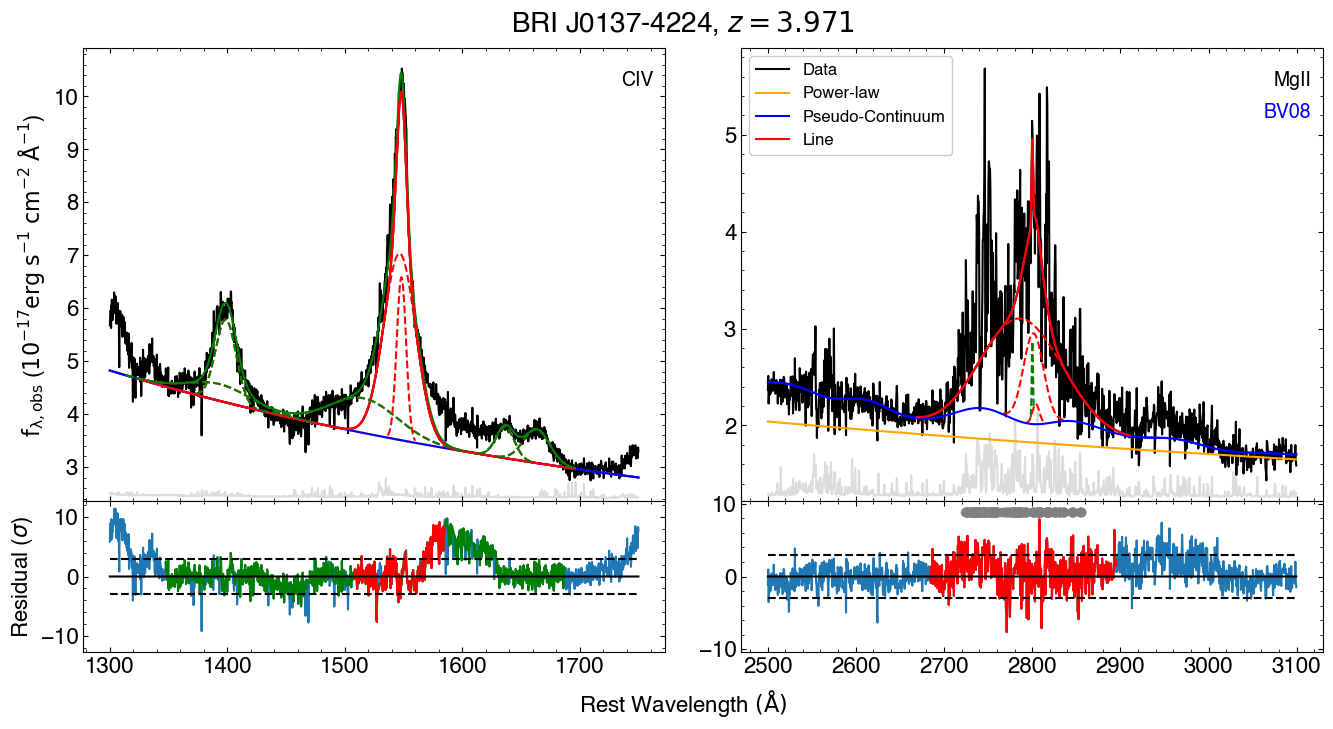 BRI J0137-4224, z = 3.971
f_λ,obs (10⁻¹⁷erg s⁻¹ cm⁻² Å⁻¹)
10
9
8
7
6
5
4
3
CIV
Residual (σ)
10
0
−10
1300 1400 1500 1600 1700
Data
Power-law
Pseudo-Continuum
Line
MgII
BV08
5
4
3
2
10
0
−10
2500 2600 2700 2800 2900 3000 3100
Rest Wavelength (Å)